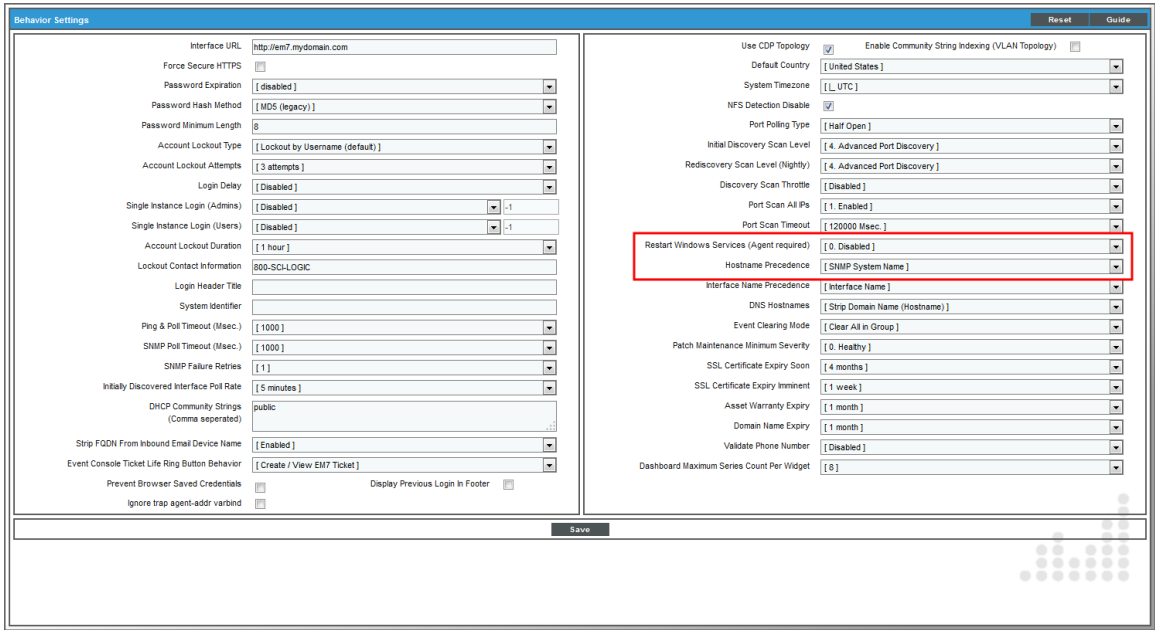 Behavior Settings
Reset
Guide
Interface URL http://em7.mydomain.com
Force Secure HTTPS
Password Expiration [ disabled ]
Password Hash Method [ MD5 (legacy) ]
Password Minimum Length 8
Account Lockout Type [ Lockout by Username (default) ]
Account Lockout Attempts [ 3 attempts ]
Login Delay [ Disabled ]
Single Instance Login (Admins) [ Disabled ] -1
Single Instance Login (Users) [ Disabled ] -1
Account Lockout Duration [ 1 hour ]
Lockout Contact Information 800-SCI-LOGIC
Login Header Title
System Identifier
Ping & Poll Timeout (Msec.) [ 1000 ]
SNMP Poll Timeout (Msec.) [ 1000 ]
SNMP Failure Retries [ 1 ]
Initially Discovered Interface Poll Rate [ 5 minutes ]
DHCP Community Strings public
(Comma seperated)
Strip FQDN From Inbound Email Device Name [ Enabled ]
Event Console Ticket Life Ring Button Behavior [ Create / View EM7 Ticket ]
Prevent Browser Saved Credentials Display Previous Login In Footer
Ignore trap agent-addr varbind
Use CDP Topology Enable Community String Indexing (VLAN Topology)
Default Country [ United States ]
System Timezone [ |_ UTC ]
NFS Detection Disable
Port Polling Type [ Half Open ]
Initial Discovery Scan Level [ 4. Advanced Port Discovery ]
Rediscovery Scan Level (Nightly) [ 4. Advanced Port Discovery ]
Discovery Scan Throttle [ Disabled ]
Port Scan All IPs [ 1. Enabled ]
Port Scan Timeout [ 120000 Msec. ]
Restart Windows Services (Agent required) [ 0. Disabled ]
Hostname Precedence [ SNMP System Name ]
Interface Name Precedence [ Interface Name ]
DNS Hostnames [ Strip Domain Name (Hostname) ]
Event Clearing Mode [ Clear All in Group ]
Patch Maintenance Minimum Severity [ 0. Healthy ]
SSL Certificate Expiry Soon [ 4 months ]
SSL Certificate Expiry Imminent [ 1 week ]
Asset Warranty Expiry [ 1 month ]
Domain Name Expiry [ 1 month ]
Validate Phone Number [ Disabled ]
Dashboard Maximum Series Count Per Widget [ 8 ]
Save